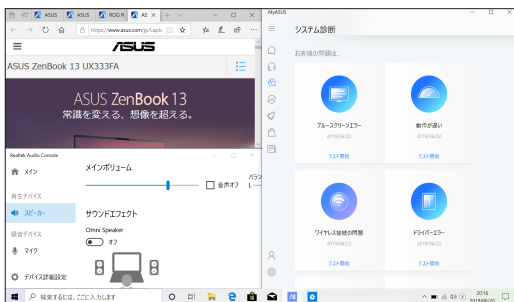 ASUS
ASUS
ROG R
AS
https://www.asus.com/jp/Lapto
ASUS
ASUS ZenBook 13 UX333FA
ASUS ZenBook 13
常識を変える、想像を超える。
Realtek Audio Console
メイン
再生デバイス
スピーカー
録音デバイス
マイク
デバイス詳細設定
メインボリューム
音声オフ
バラン
L
サウンドエフェクト
Omni Speaker
オフ
MyASUS
システム診断
お客様の問題は、
ブルースクリーンエラー
2019/06/22
テスト開始
動作が遅い
2019/06/22
テスト開始
ワイヤレス接続の問題
2019/06/22
テスト開始
ドライバーエラー
2019/06/22
テスト開始
検索するには、ここに入力します
20:16
2019/06/20